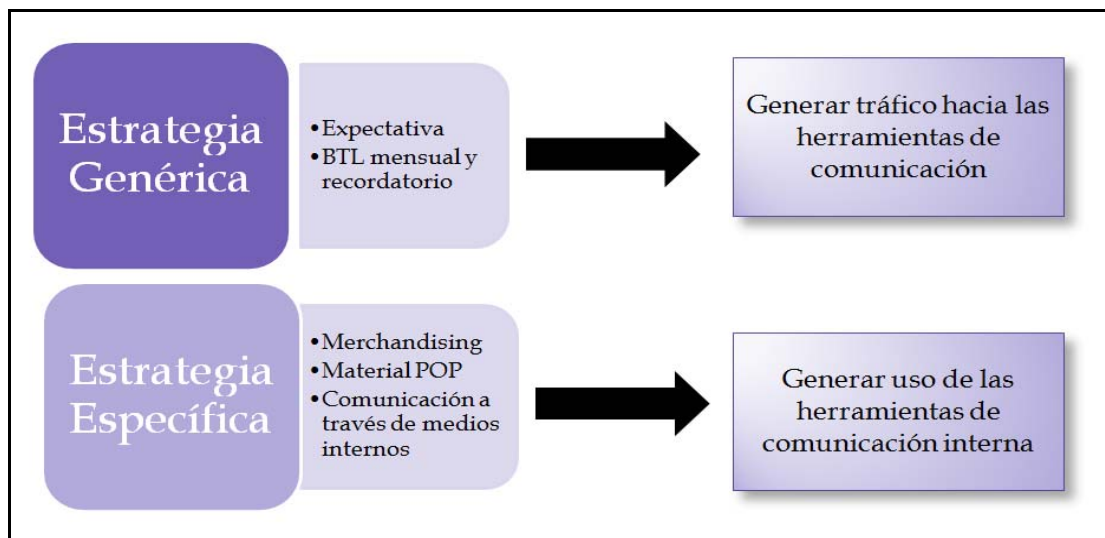 Estrategia
Genérica
•Expectativa
•BTL mensual y
recordatorio
Generar tráfico hacia las
herramientas de
comunicación
Estrategia
Específica
•Merchandising
•Material POP
•Comunicación a
través de medios
internos
Generar uso de las
herramientas de
comunicación interna